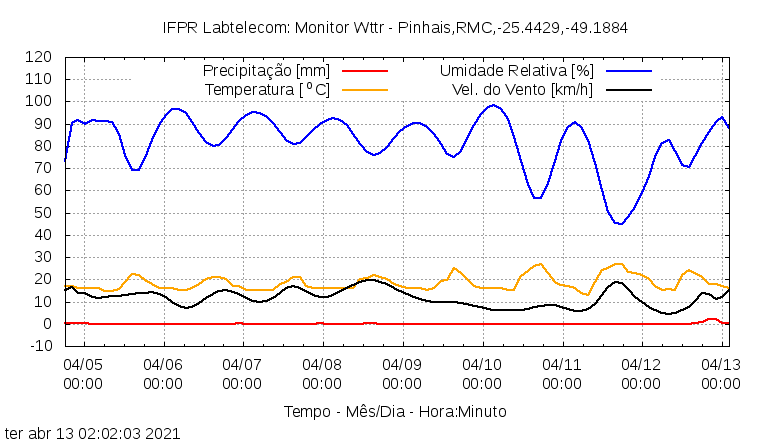 IFPR Labtelecom: Monitor Wttr - Pinhais,RMC,-25.4429,-49.1884
120
110
100
90
80
70
60
50
40
30
20
10
0
-10
Precipitação [mm]
Temperatura [⁰C]
Umidade Relativa [%]
Vel. do Vento [km/h]
04/05 04/06 04/07 04/08 04/09 04/10 04/11 04/12 04/13
00:00 00:00 00:00 00:00 00:00 00:00 00:00 00:00 00:00
Tempo - Mês/Dia - Hora:Minuto
ter abr 13 02:02:03 2021